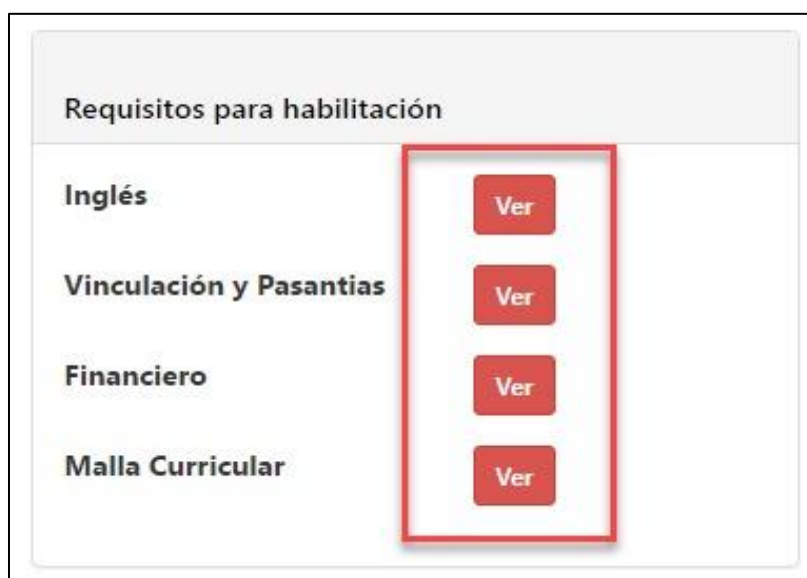 Requisitos para habilitación
Inglés Ver
Vinculación y Pasantias Ver
Financiero Ver
Malla Curricular Ver